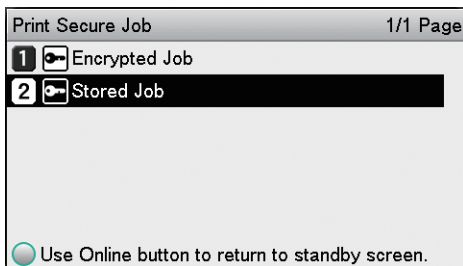 Print Secure Job 1/1 Page
1 Encrypted Job
2 Stored Job
Use Online button to return to standby screen.